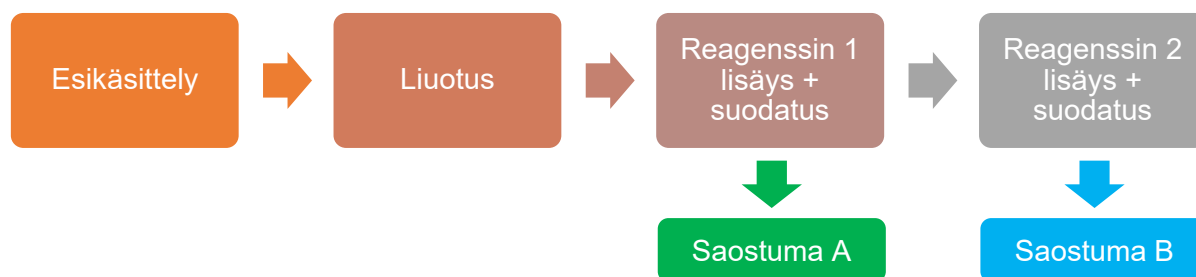 Esikäsittely
Liuotus
Reagenssin 1
lisäys +
suodatus
Reagenssin 2
lisäys +
suodatus
Saostuma A
Saostuma B